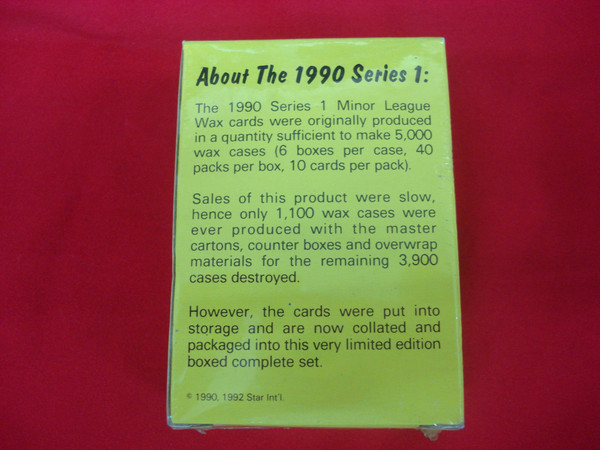 About The 1990 Series 1:
The 1990 Series 1 Minor League
Wax cards were originally produced
in a quantity sufficient to make 5,000
wax cases (6 boxes per case, 40
packs per box, 10 cards per pack).
Sales of this product were slow,
hence only 1,100 wax cases were
ever produced with the master
cartons, counter boxes and overwrap
materials for the remaining 3,900
cases destroyed.
However, the cards were put into
storage and are now collated and
packaged into this very limited edition
boxed complete set.
© 1990, 1992 Star Int'l.